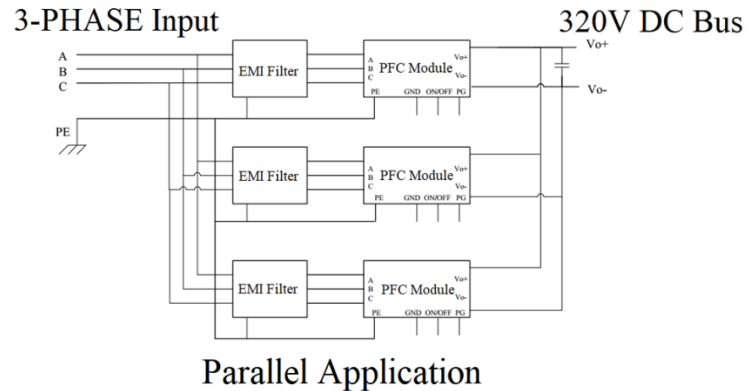 3-PHASE Input
320V DC Bus
A
B
C
PE
EMI Filter
A
B
C
PFC Module
Vo+
Vo-
PE GND ON/OFF PG
Vo+
Vo-
EMI Filter
A
B
C
PFC Module
Vo+
Vo-
PE GND ON/OFF PG
EMI Filter
A
B
C
PFC Module
Vo+
Vo-
PE GND ON/OFF PG
Parallel Application